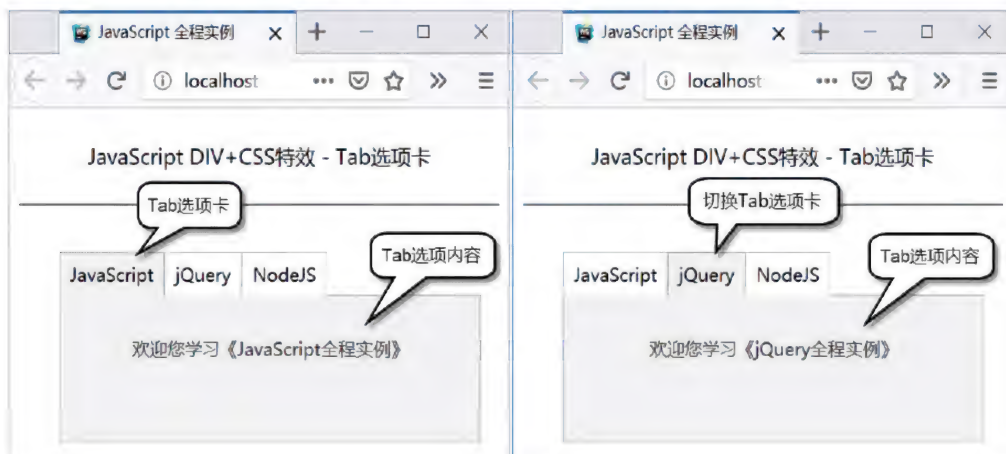 JavaScript 全程实例
localhost
JavaScript DIV+CSS特效 - Tab选项卡
Tab选项卡
Tab选项内容
JavaScript jQuery NodeJS
欢迎您学习《JavaScript全程实例》
JavaScript 全程实例
localhost
JavaScript DIV+CSS特效 - Tab选项卡
切换Tab选项卡
Tab选项内容
JavaScript jQuery NodeJS
欢迎您学习《jQuery全程实例》